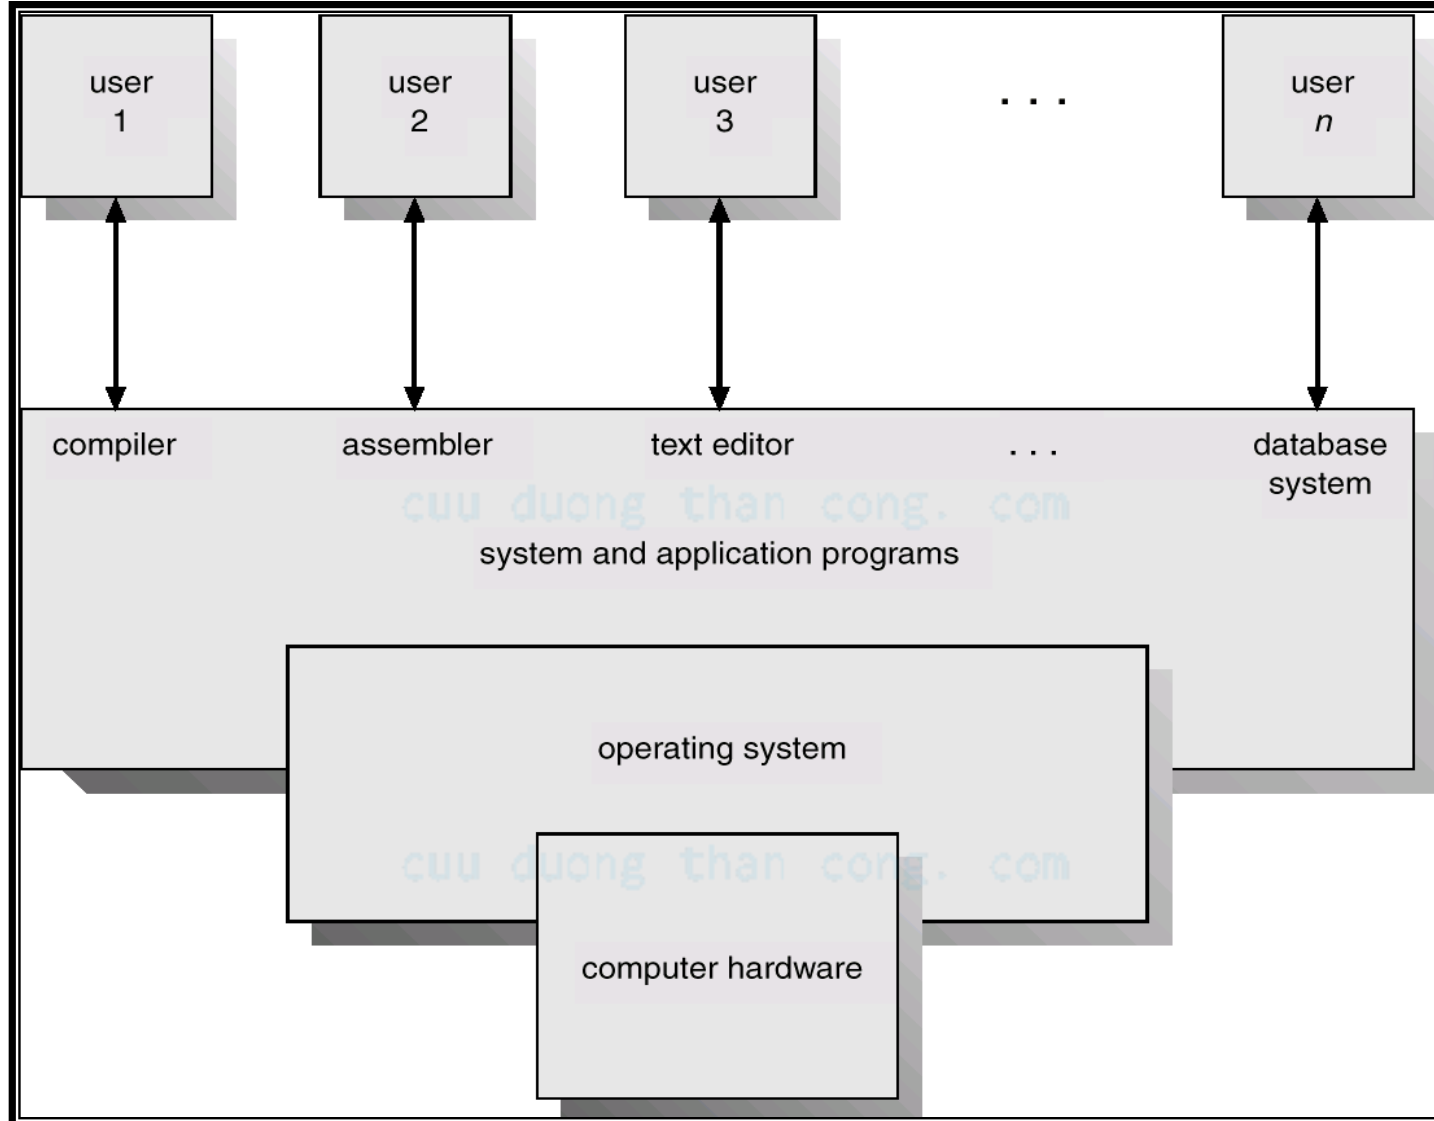 user
1
user
2
user
3
. . .
user
n
compiler
assembler
text editor
. . .
database
system
cuu duong than cong. com
system and application programs
operating system
cuu duong than cong. com
computer hardware